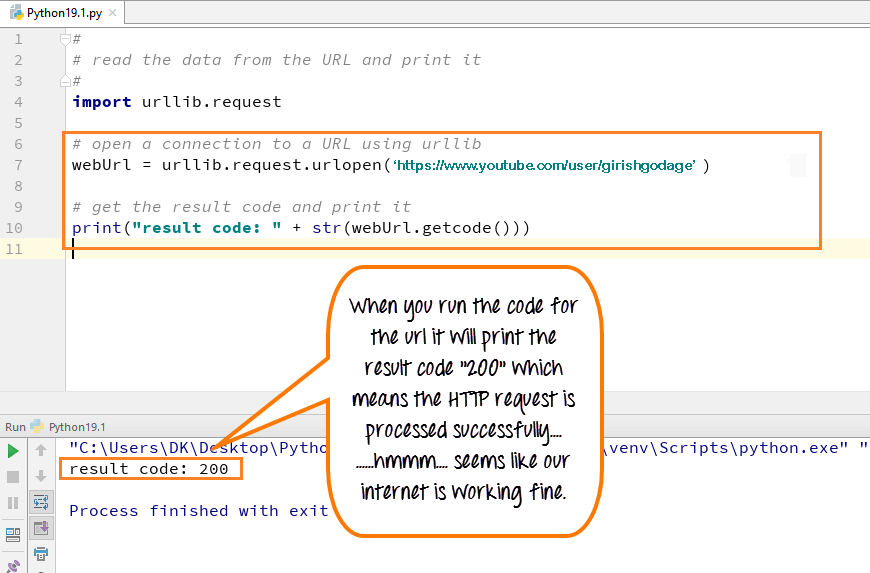 Python19.1.py
1 #
2 # read the data from the URL and print it
3 #
4 import urllib.request
5
6 # open a connection to a URL using urllib
7 webUrl = urllib.request.urlopen(‘https://www.youtube.com/user/girishgodage’ )
8
9 # get the result code and print it
10 print("result code: " + str(webUrl.getcode()))
11
When you run the code for
the url it will print the
result code "200" which
means the HTTP request is
processed successfully....
......hmmm.... seems like our
internet is working fine.
Run Python19.1
"C:\Users\DK\Desktop\Pytho \venv\Scripts\python.exe" "
result code: 200
Process finished with exit